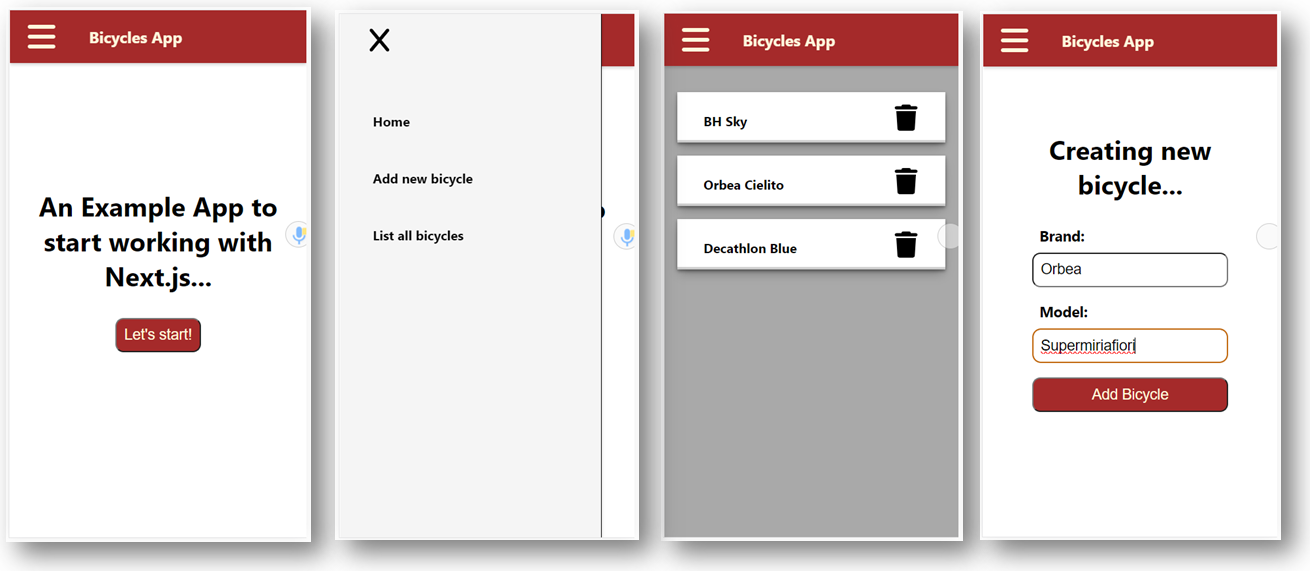 Bicycles App
An Example App to
start working with
Next.js...
Let's start!
Home
Add new bicycle
List all bicycles
Bicycles App
BH Sky
Orbea Cielito
Decathlon Blue
Bicycles App
Creating new
bicycle...
Brand:
Orbea
Model:
Supermiriafiori
Add Bicycle